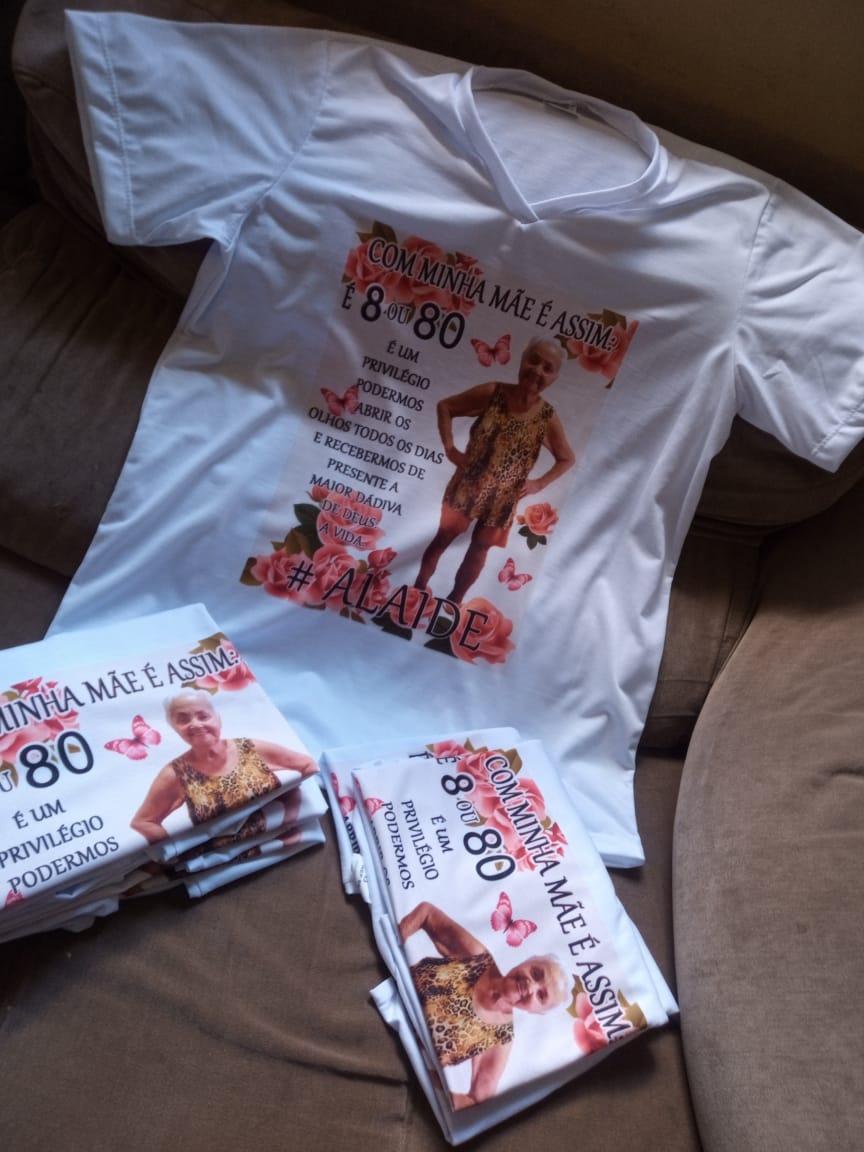 COM MINHA MÃE É ASSIM:
É 8 OU 80
É UM
PRIVILÉGIO
PODERMOS
ABRIR OS
OLHOS TODOS OS DIAS
E RECEBERMOS DE
PRESENTE A
MAIOR DÁDIVA
DE DEUS:
A VIDA...
# ALAIDE
MINHA MÃE É ASSIM:
U 80
É UM
PRIVILÉGIO
PODERMOS
COM MINHA MÃE É ASSIM:
É 8 OU 80
É UM
PRIVILÉGIO
PODERMOS